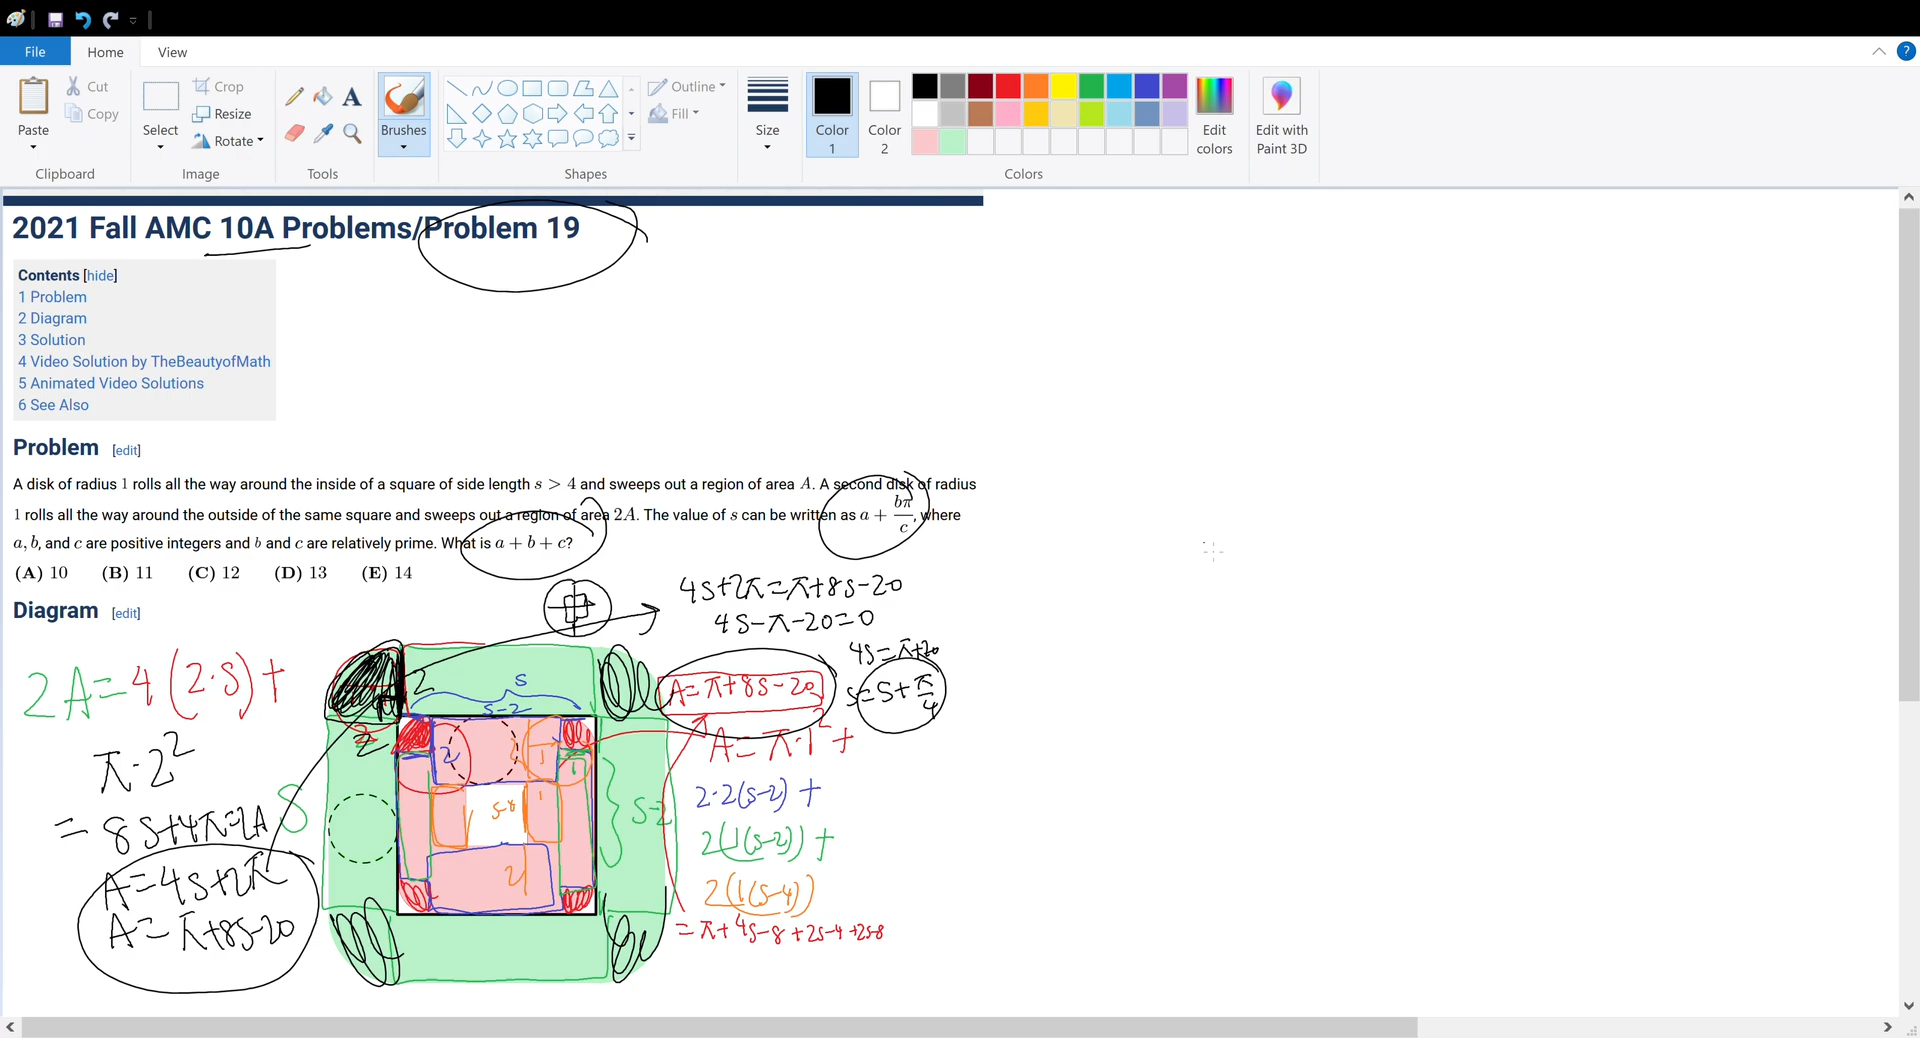 File Home View
Paste Cut Copy Clipboard
Select Crop Resize Rotate Image
Tools
Brushes
Outline Fill Shapes
Size
Color 1 Color 2
Edit colors
Edit with Paint 3D
Colors
2021 Fall AMC 10A Problems/Problem 19
Contents [hide]
1 Problem
2 Diagram
3 Solution
4 Video Solution by TheBeautyofMath
5 Animated Video Solutions
6 See Also
Problem [edit]
A disk of radius 1 rolls all the way around the inside of a square of side length s > 4 and sweeps out a region of area A. A second disk of radius
1 rolls all the way around the outside of the same square and sweeps out a region of area 2A. The value of s can be written as a + bπ/c, where
a, b, and c are positive integers and b and c are relatively prime. What is a + b + c?
(A) 10 (B) 11 (C) 12 (D) 13 (E) 14
Diagram [edit]
4s+2π=π+8s-20
4s-π-20=0
4s=π+20
s=5+π/4
2A=4(2·s)+
π·2²
=8s+4π=2A
A=4s+2π
A=π+8s-20
2
s
s-2
2
2
1
1
s
s-2
2
A=π+8s-20
A=π·1²+
2·2(s-2)+
2(1(s-2))+
2(1(s-4))
=π+4s-8+2s-4+2s-8